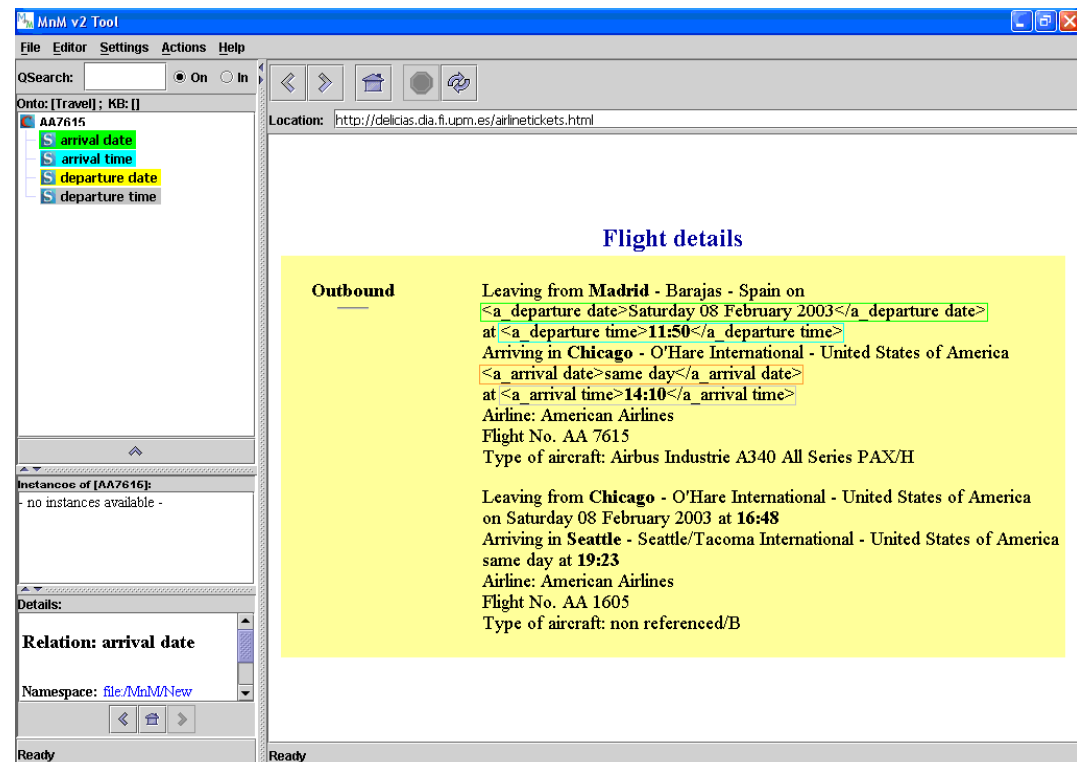 MnM v2 Tool
File Editor Settings Actions Help
QSearch: On In
Onto: [Travel] ; KB: []
AA7615
S arrival date
S arrival time
S departure date
S departure time
Instances of [AA7615]:
- no instances available -
Details:
Relation: arrival date
Namespace: file:/MnM/New
Ready
Location: http://delicias.dia.fi.upm.es/airlinetickets.html
Flight details
Outbound
Leaving from Madrid - Barajas - Spain on
<a_departure date>Saturday 08 February 2003</a_departure date>
at <a_departure time>11:50</a_departure time>
Arriving in Chicago - O'Hare International - United States of America
<a_arrival date>same day</a_arrival date>
at <a_arrival time>14:10</a_arrival time>
Airline: American Airlines
Flight No. AA 7615
Type of aircraft: Airbus Industrie A340 All Series PAX/H
Leaving from Chicago - O'Hare International - United States of America
on Saturday 08 February 2003 at 16:48
Arriving in Seattle - Seattle/Tacoma International - United States of America
same day at 19:23
Airline: American Airlines
Flight No. AA 1605
Type of aircraft: non referenced/B
Ready